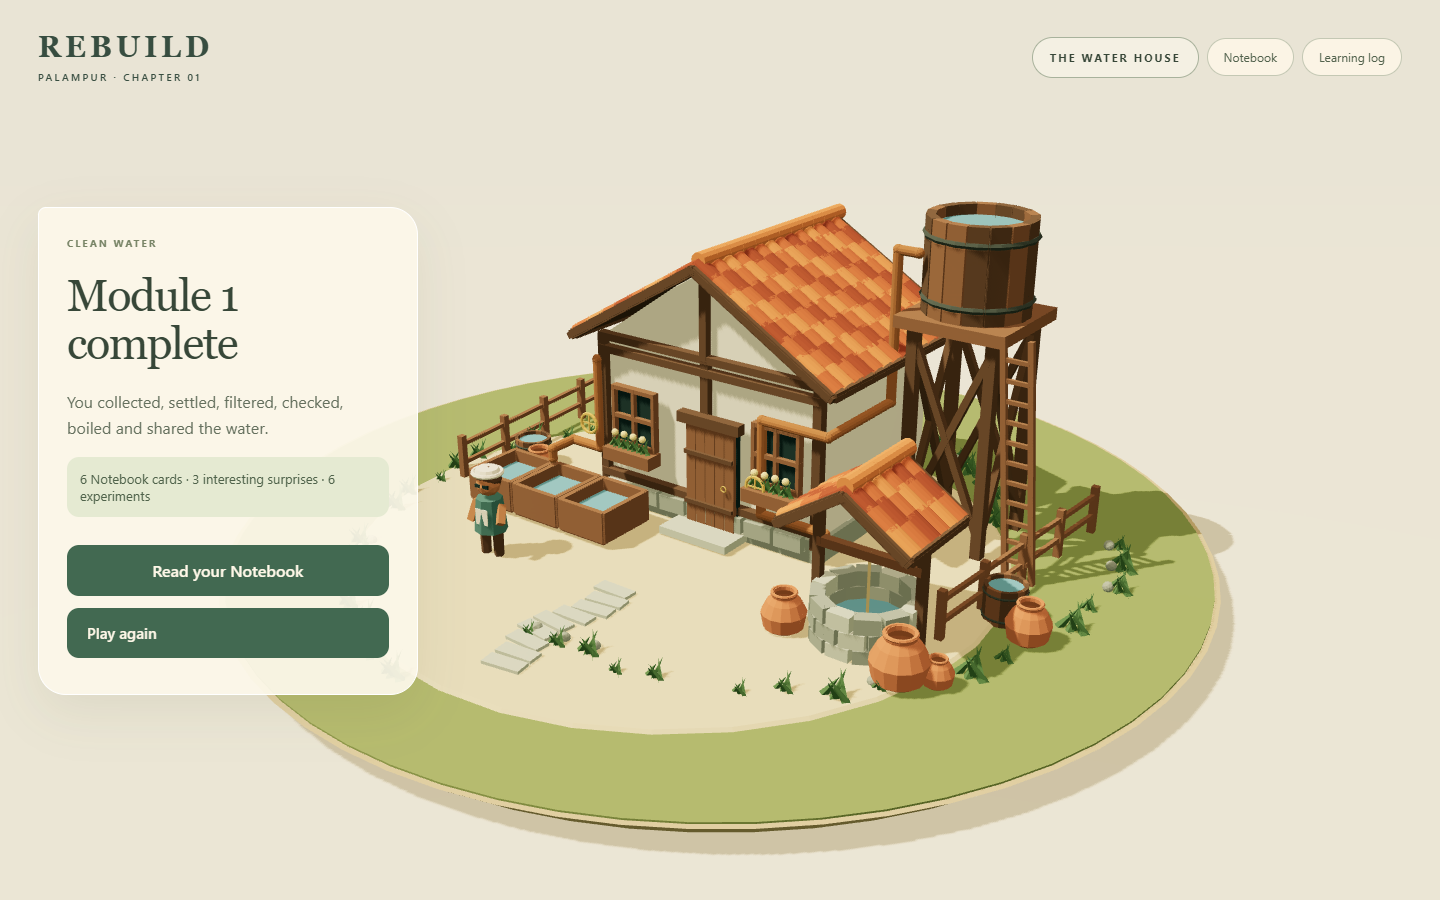 REBUILD
PALAMPUR · CHAPTER 01
THE WATER HOUSE
Notebook
Learning log
CLEAN WATER
Module 1
complete
You collected, settled, filtered, checked,
boiled and shared the water.
6 Notebook cards · 3 interesting surprises · 6
experiments
Read your Notebook
Play again